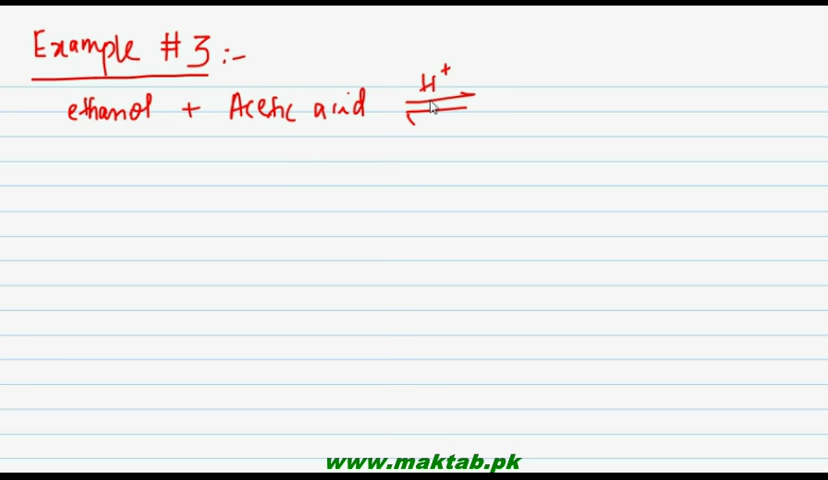 Example #3:-
H+
ethanol + Acetic acid ⇌
www.maktab.pk